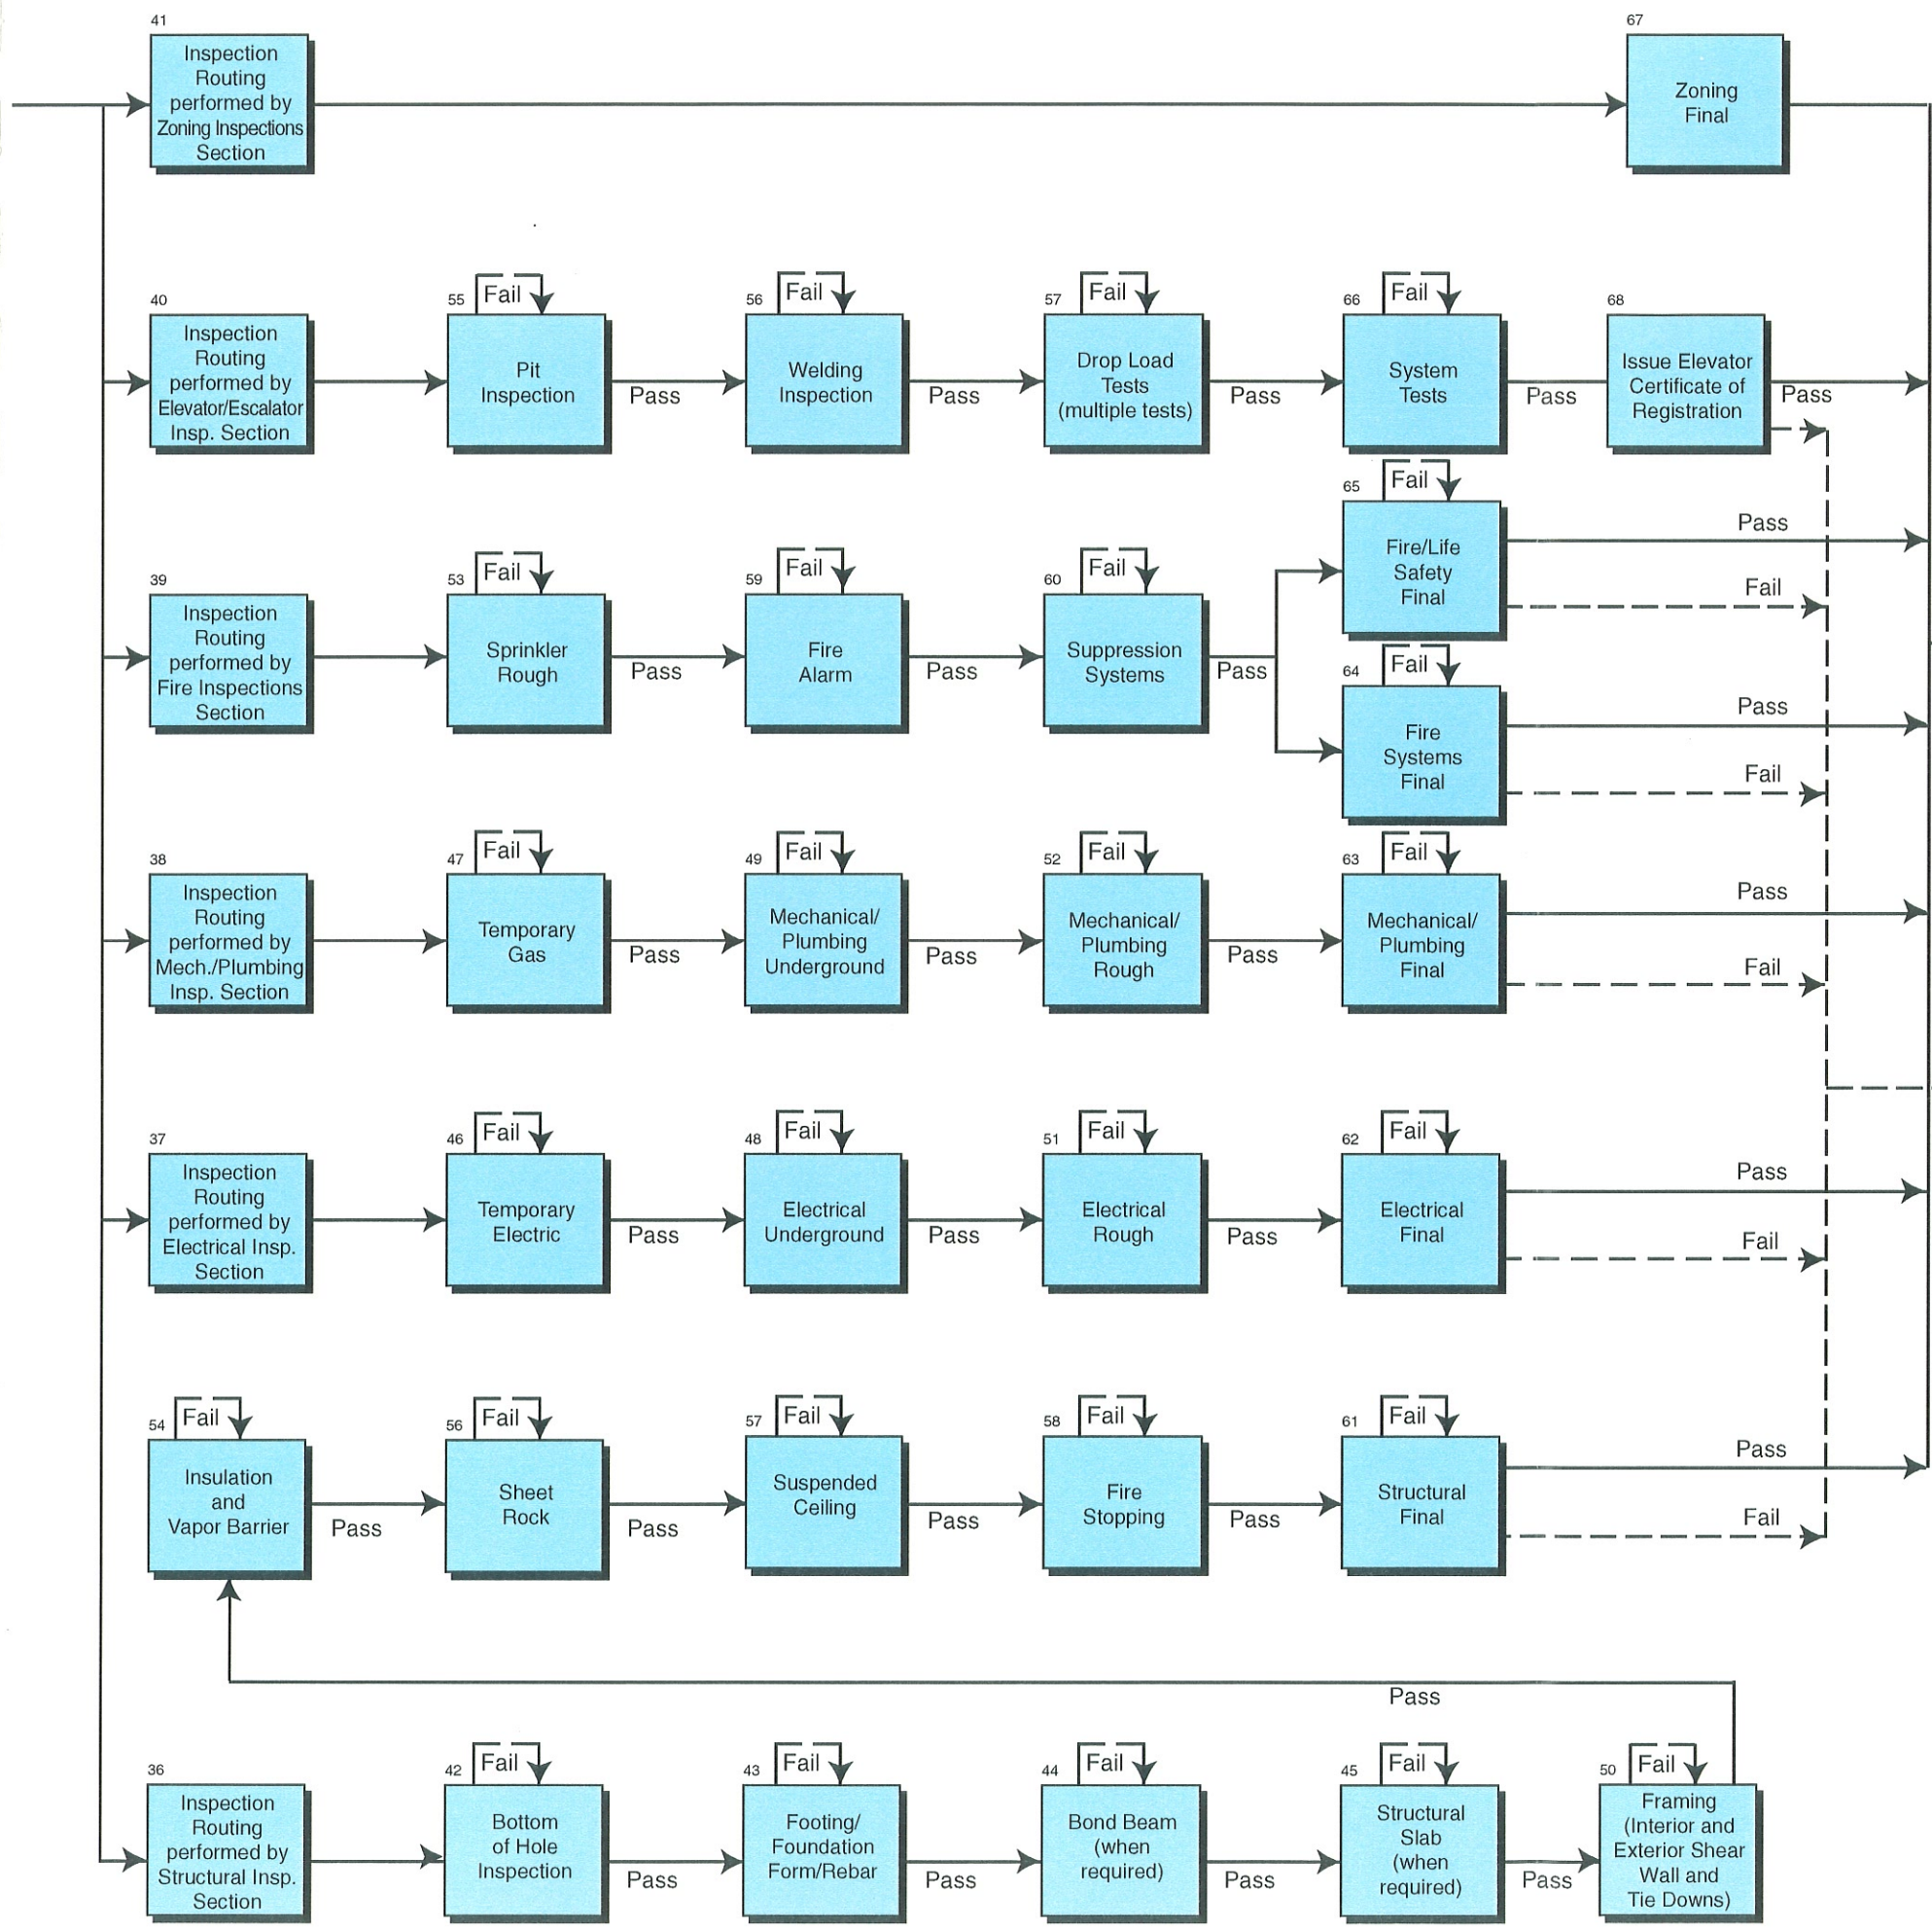 41
Inspection
Routing
performed by
Zoning Inspections
Section
67
Zoning
Final
40
Inspection
Routing
performed by
Elevator/Escalator
Insp. Section
55
Fail
Pit
Inspection
Pass
56
Fail
Welding
Inspection
Pass
57
Fail
Drop Load
Tests
(multiple tests)
Pass
66
Fail
System
Tests
Pass
68
Issue Elevator
Certificate of
Registration
Pass
39
Inspection
Routing
performed by
Fire Inspections
Section
53
Fail
Sprinkler
Rough
Pass
59
Fail
Fire
Alarm
Pass
60
Fail
Suppression
Systems
Pass
65
Fail
Fire/Life
Safety
Final
Pass
Fail
64
Fail
Fire
Systems
Final
Pass
Fail
38
Inspection
Routing
performed by
Mech./Plumbing
Insp. Section
47
Fail
Temporary
Gas
Pass
49
Fail
Mechanical/
Plumbing
Underground
Pass
52
Fail
Mechanical/
Plumbing
Rough
Pass
63
Fail
Mechanical/
Plumbing
Final
Pass
Fail
37
Inspection
Routing
performed by
Electrical Insp.
Section
46
Fail
Temporary
Electric
Pass
48
Fail
Electrical
Underground
Pass
51
Fail
Electrical
Rough
Pass
62
Fail
Electrical
Final
Pass
Fail
54
Fail
Insulation
and
Vapor Barrier
Pass
56
Fail
Sheet
Rock
Pass
57
Fail
Suspended
Ceiling
Pass
58
Fail
Fire
Stopping
Pass
61
Fail
Structural
Final
Pass
Fail
Pass
36
Inspection
Routing
performed by
Structural Insp.
Section
42
Fail
Bottom
of Hole
Inspection
Pass
43
Fail
Footing/
Foundation
Form/Rebar
Pass
44
Fail
Bond Beam
(when
required)
Pass
45
Fail
Structural
Slab
(when
required)
Pass
50
Fail
Framing
(Interior and
Exterior Shear
Wall and
Tie Downs)